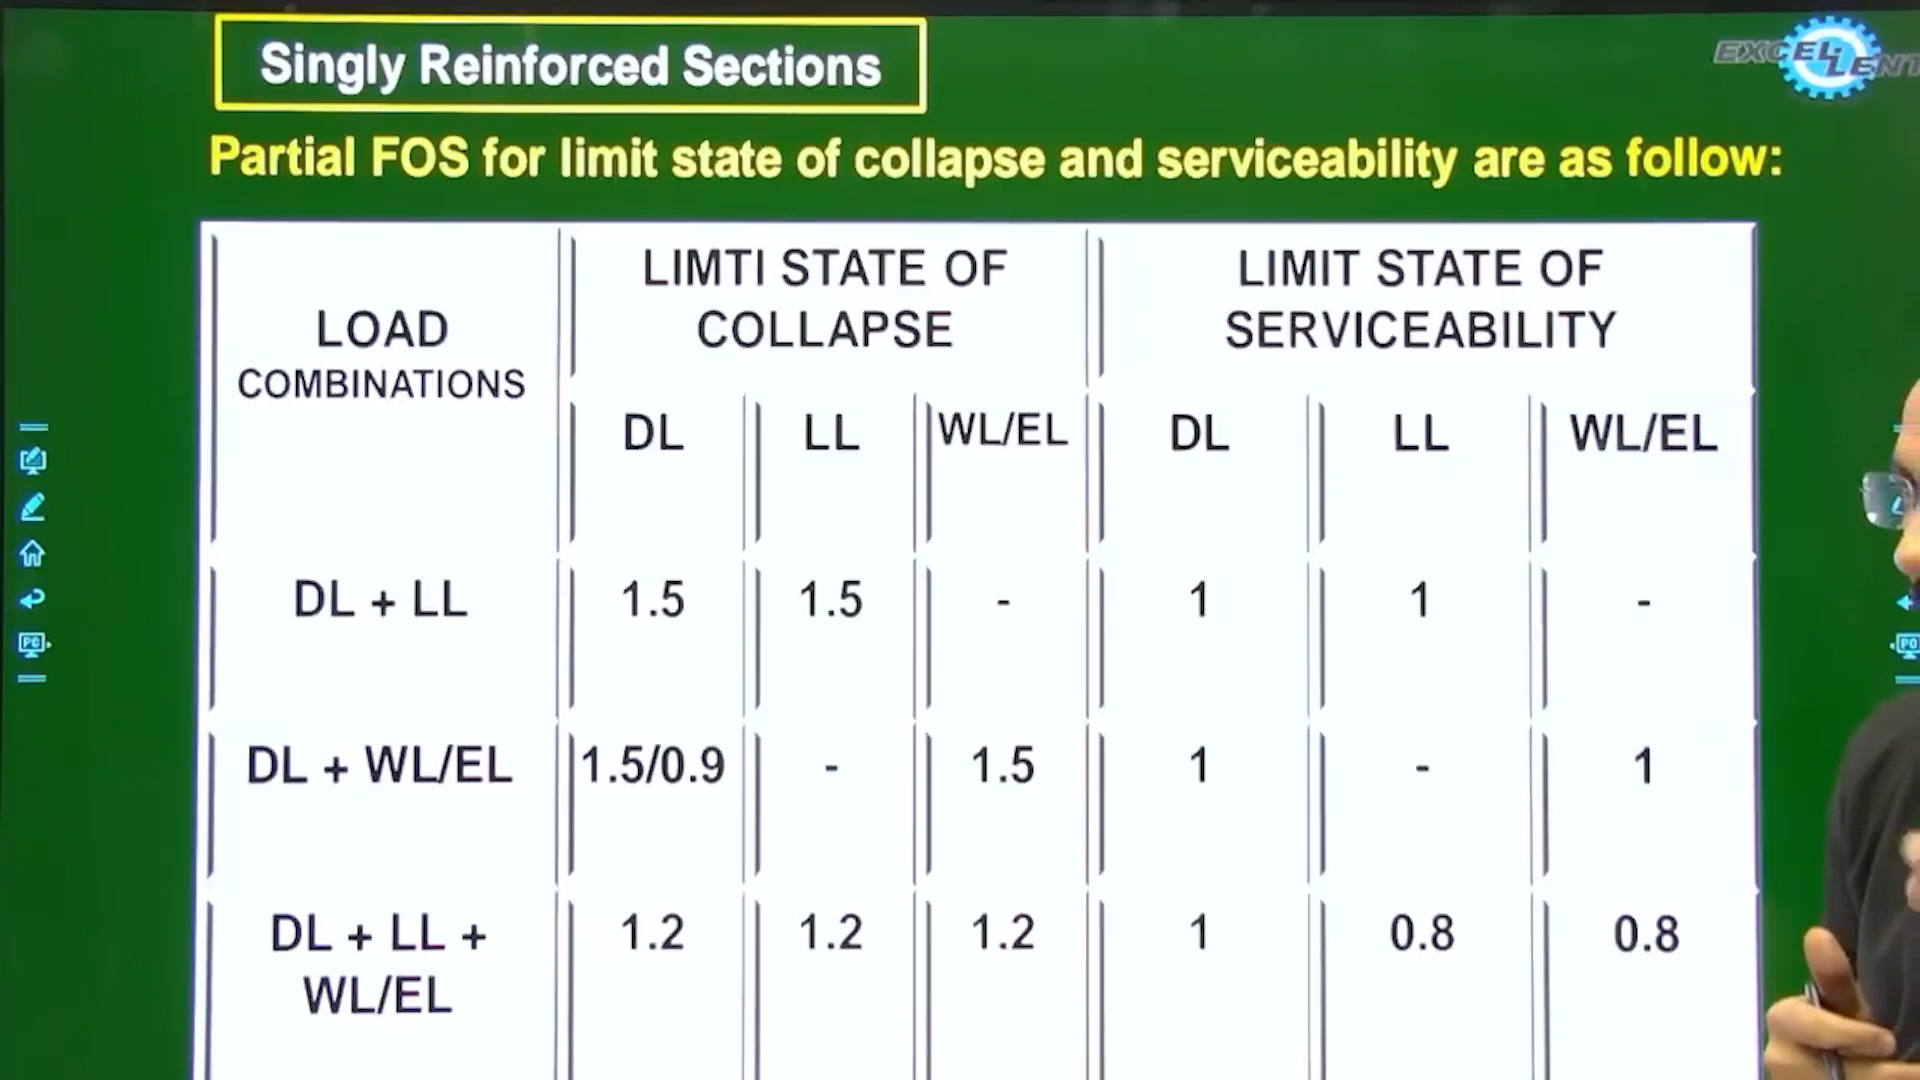 Singly Reinforced Sections
EXCELLENT
Partial FOS for limit state of collapse and serviceability are as follow:
LOAD COMBINATIONS
LIMTI STATE OF COLLAPSE
LIMIT STATE OF SERVICEABILITY
DL LL WL/EL DL LL WL/EL
DL + LL 1.5 1.5 - 1 1 -
DL + WL/EL 1.5/0.9 - 1.5 1 - 1
DL + LL + WL/EL 1.2 1.2 1.2 1 0.8 0.8
PC